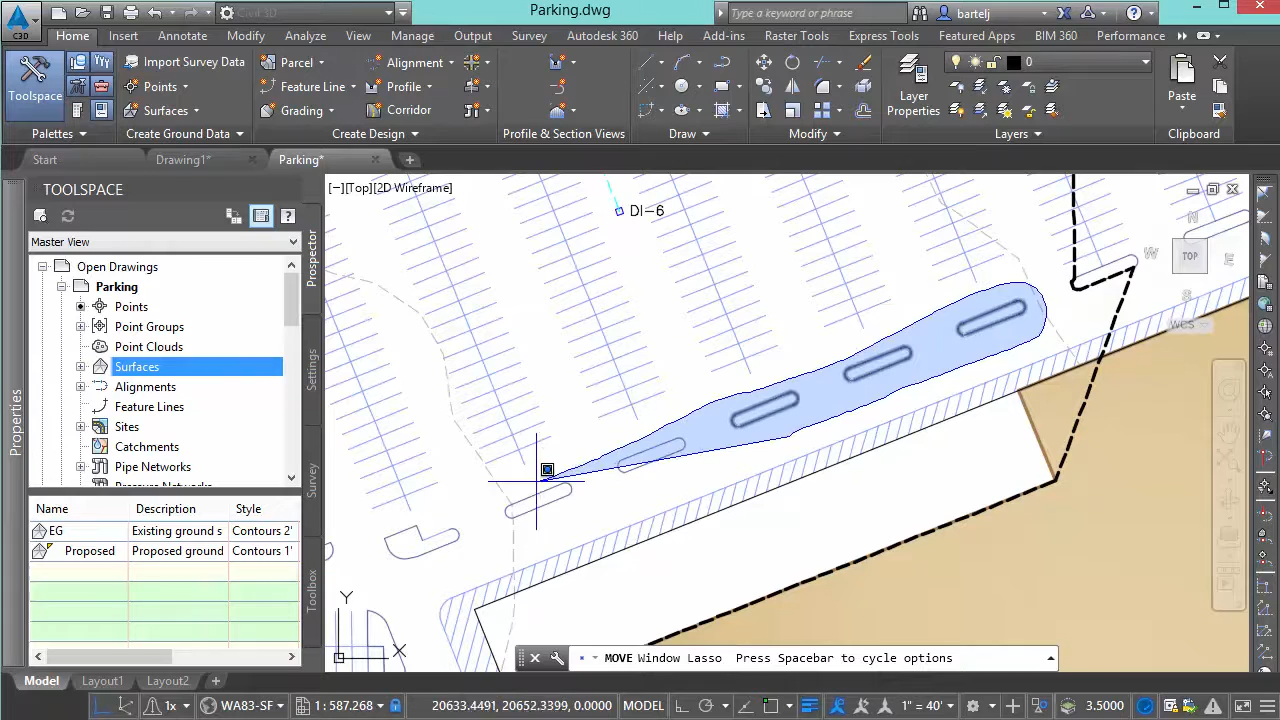 Civil 3D
Parking.dwg
Type a keyword or phrase
bartelj
C3D
Home Insert Annotate Modify Analyze View Manage Output Survey Autodesk 360 Help Add-ins Raster Tools Express Tools Featured Apps BIM 360 Performance
Toolspace
Import Survey Data
Points
Surfaces
Parcel
Feature Line
Grading
Alignment
Profile
Corridor
Layer
Properties
0
Paste
Palettes
Create Ground Data
Create Design
Profile & Section Views
Draw
Modify
Layers
Clipboard
Start
Drawing1*
Parking*
TOOLSPACE
Master View
Open Drawings
Parking
Points
Point Groups
Point Clouds
Surfaces
Alignments
Feature Lines
Sites
Catchments
Pipe Networks
Name Description Style
EG Existing ground s Contours 2'
Proposed Proposed ground Contours 1'
Properties
Prospector
Settings
Survey
Toolbox
[−][Top][2D Wireframe]
DI-6
N
W
TOP
E
S
WCS
Y
X
MOVE Window Lasso Press Spacebar to cycle options
Model Layout1 Layout2
1x
WA83-SF
1 : 587.268
20633.4491, 20652.3399, 0.0000
MODEL
1" = 40'
3.5000